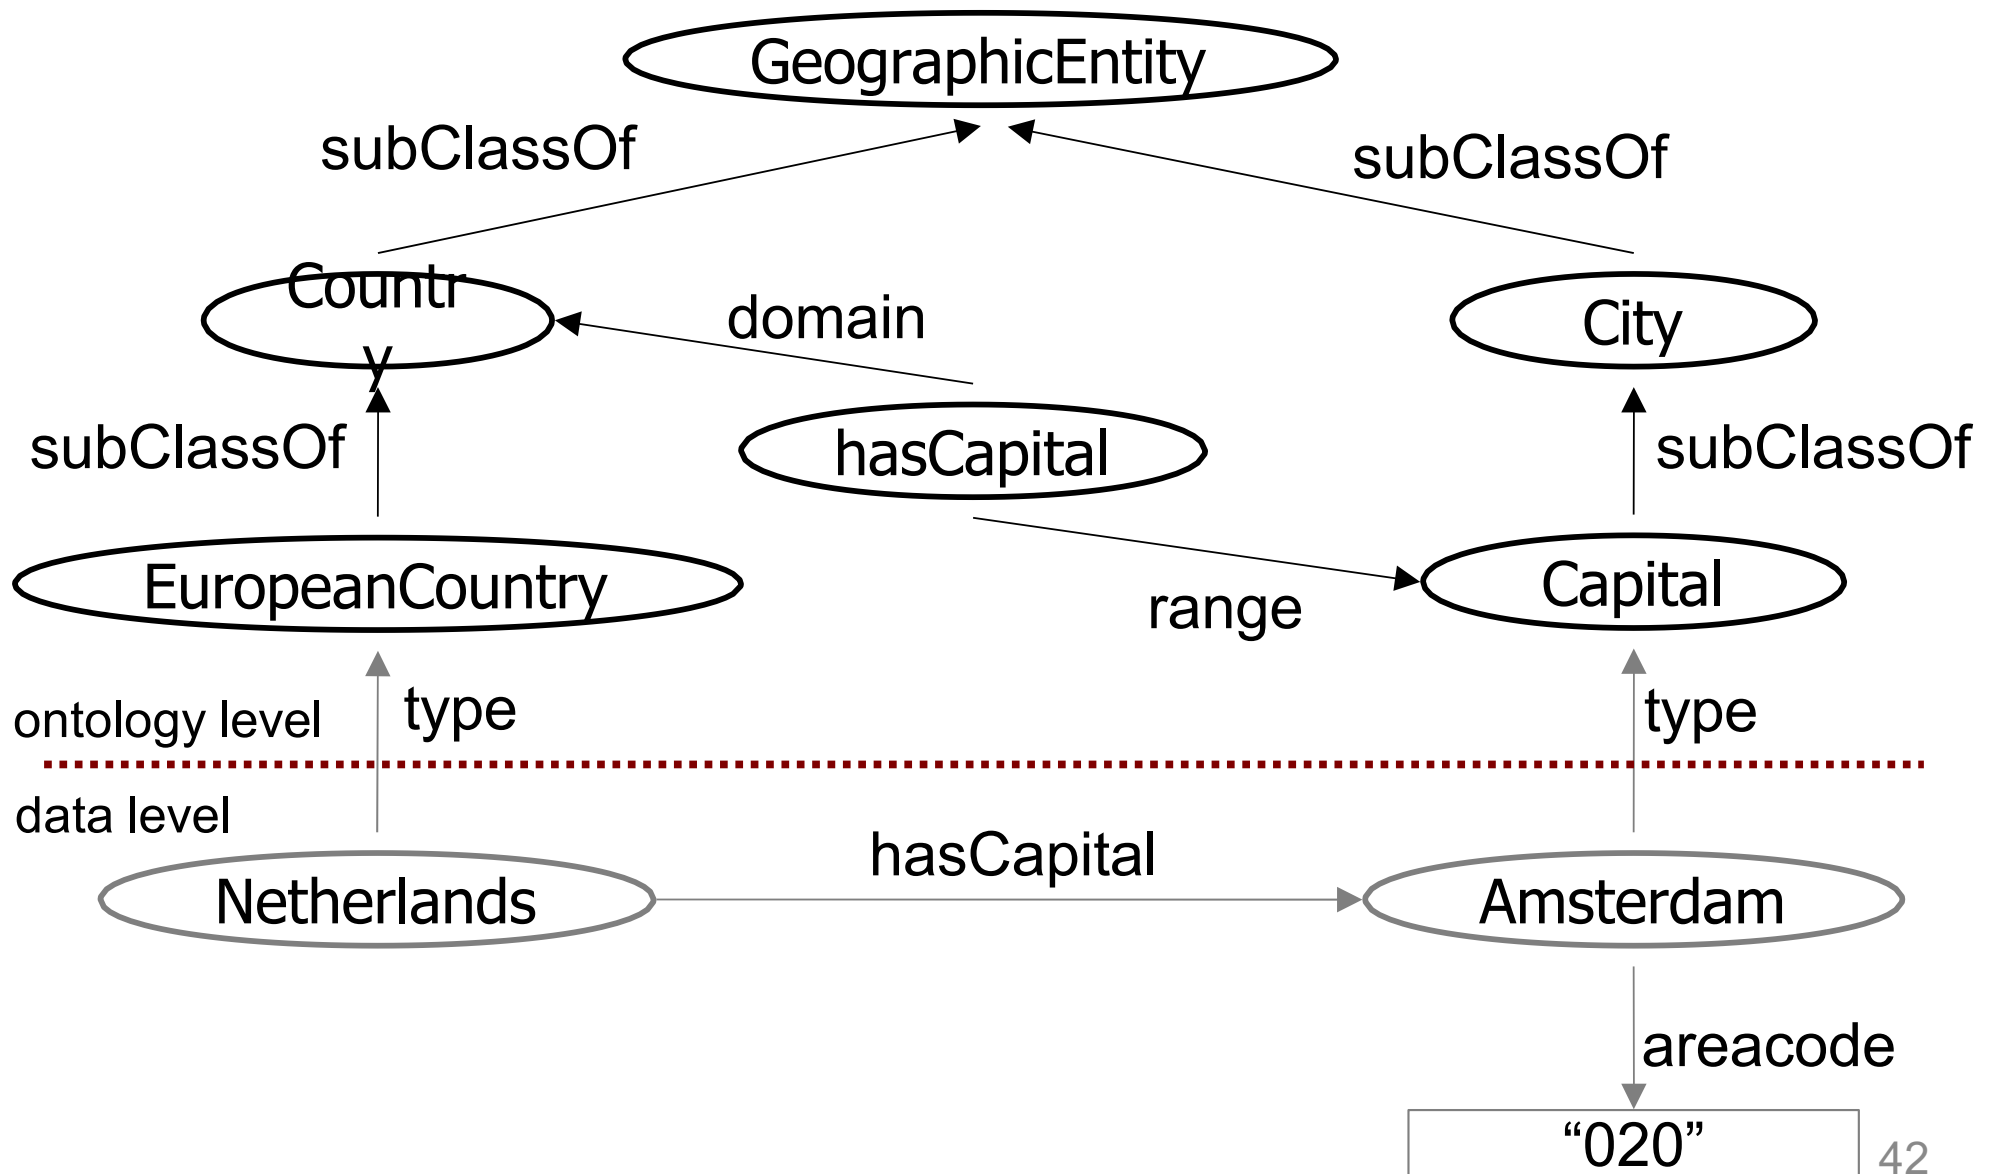 GeographicEntity
subClassOf
subClassOf
Countr
y
domain
City
subClassOf
hasCapital
subClassOf
EuropeanCountry
range
Capital
ontology level
type
type
data level
hasCapital
Netherlands
Amsterdam
areacode
“020”
42